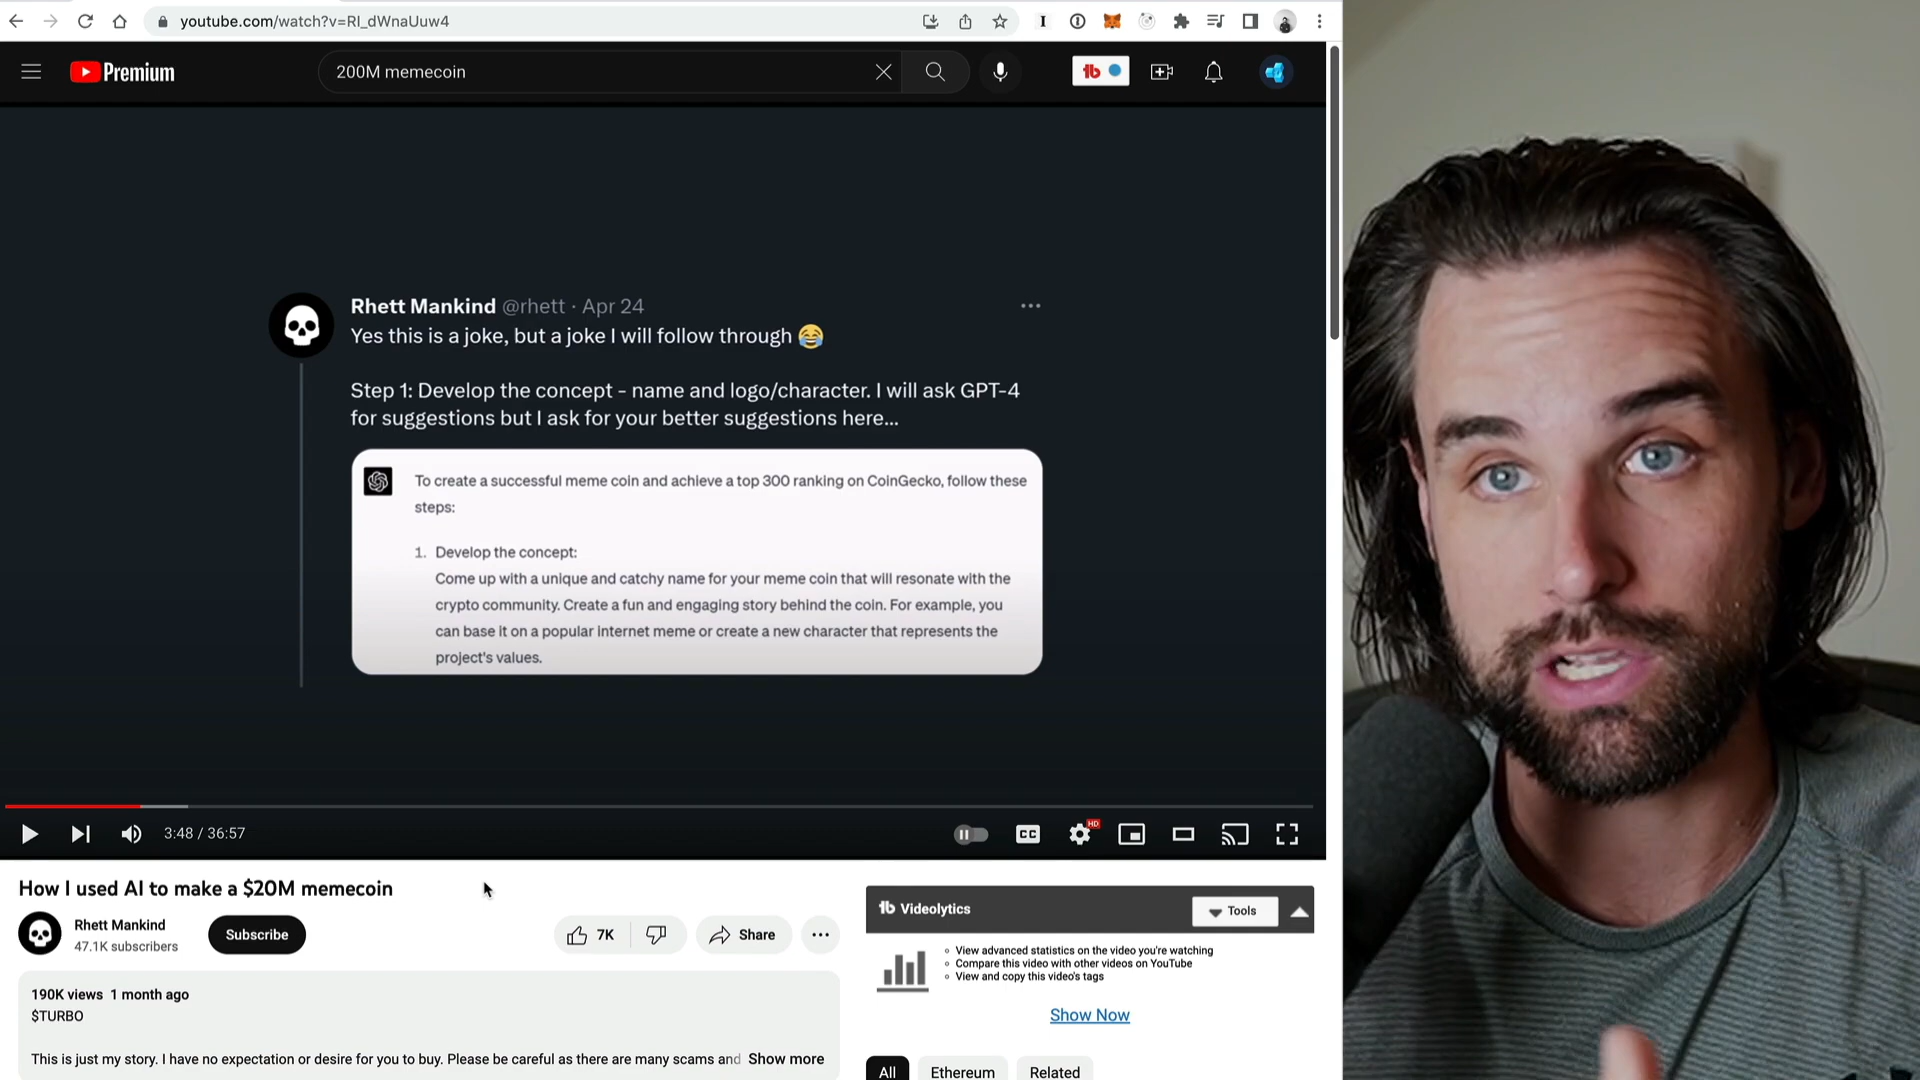 youtube.com/watch?v=RI_dWnaUuw4
Premium
200M memecoin
Rhett Mankind @rhett · Apr 24
Yes this is a joke, but a joke I will follow through 😂
Step 1: Develop the concept - name and logo/character. I will ask GPT-4
for suggestions but I ask for your better suggestions here...
To create a successful meme coin and achieve a top 300 ranking on CoinGecko, follow these
steps:
1. Develop the concept:
Come up with a unique and catchy name for your meme coin that will resonate with the
crypto community. Create a fun and engaging story behind the coin. For example, you
can base it on a popular internet meme or create a new character that represents the
project's values.
3:48 / 36:57
CC
HD
How I used AI to make a $20M memecoin
Rhett Mankind
47.1K subscribers
Subscribe
7K
Share
190K views 1 month ago
$TURBO
This is just my story. I have no expectation or desire for you to buy. Please be careful as there are many scams and Show more
Videolytics
Tools
View advanced statistics on the video you're watching
Compare this video with other videos on YouTube
View and copy this video's tags
Show Now
All
Ethereum
Related